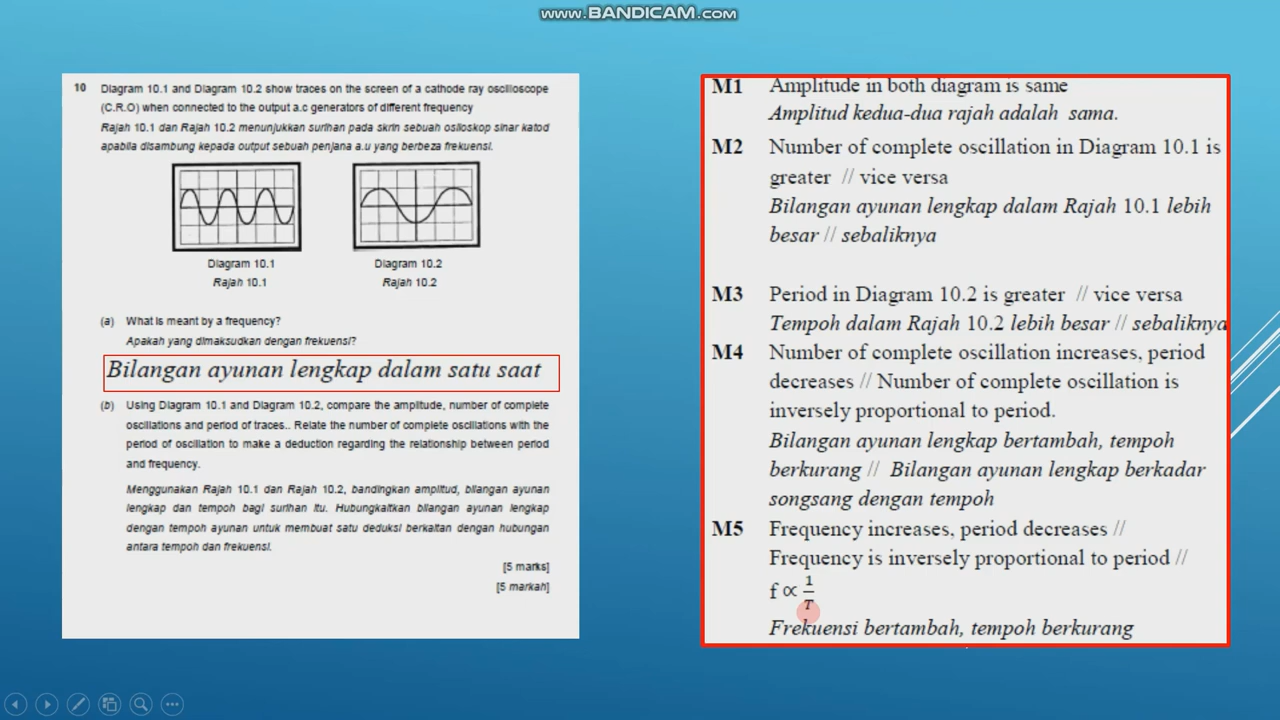 WWW.BANDICAM.COM
10 Diagram 10.1 and Diagram 10.2 show traces on the screen of a cathode ray oscilloscope
(C.R.O) when connected to the output a.c generators of different frequency
Rajah 10.1 dan Rajah 10.2 menunjukkan surihan pada skrin sebuah osiloskop sinar katod
apabila disambung kepada output sebuah penjana a.u yang berbeza frekuensi.
Diagram 10.1
Rajah 10.1
Diagram 10.2
Rajah 10.2
(a) What is meant by a frequency?
Apakah yang dimaksudkan dengan frekuensi?
Bilangan ayunan lengkap dalam satu saat
(b) Using Diagram 10.1 and Diagram 10.2, compare the amplitude, number of complete
oscillations and period of traces.. Relate the number of complete oscillations with the
period of oscillation to make a deduction regarding the relationship between period
and frequency.
Menggunakan Rajah 10.1 dan Rajah 10.2, bandingkan amplitud, bilangan ayunan
lengkap dan tempoh bagi surihan itu. Hubungkaitkan bilangan ayunan lengkap
dengan tempoh ayunan untuk membuat satu deduksi berkaitan dengan hubungan
antara tempoh dan frekuensi.
[5 marks]
[5 markah]
M1 Amplitude in both diagram is same
Amplitud kedua-dua rajah adalah sama.
M2 Number of complete oscillation in Diagram 10.1 is
greater // vice versa
Bilangan ayunan lengkap dalam Rajah 10.1 lebih
besar // sebaliknya
M3 Period in Diagram 10.2 is greater // vice versa
Tempoh dalam Rajah 10.2 lebih besar // sebaliknya
M4 Number of complete oscillation increases, period
decreases // Number of complete oscillation is
inversely proportional to period.
Bilangan ayunan lengkap bertambah, tempoh
berkurang // Bilangan ayunan lengkap berkadar
songsang dengan tempoh
M5 Frequency increases, period decreases //
Frequency is inversely proportional to period //
f ∝ 1/T
Frekuensi bertambah, tempoh berkurang